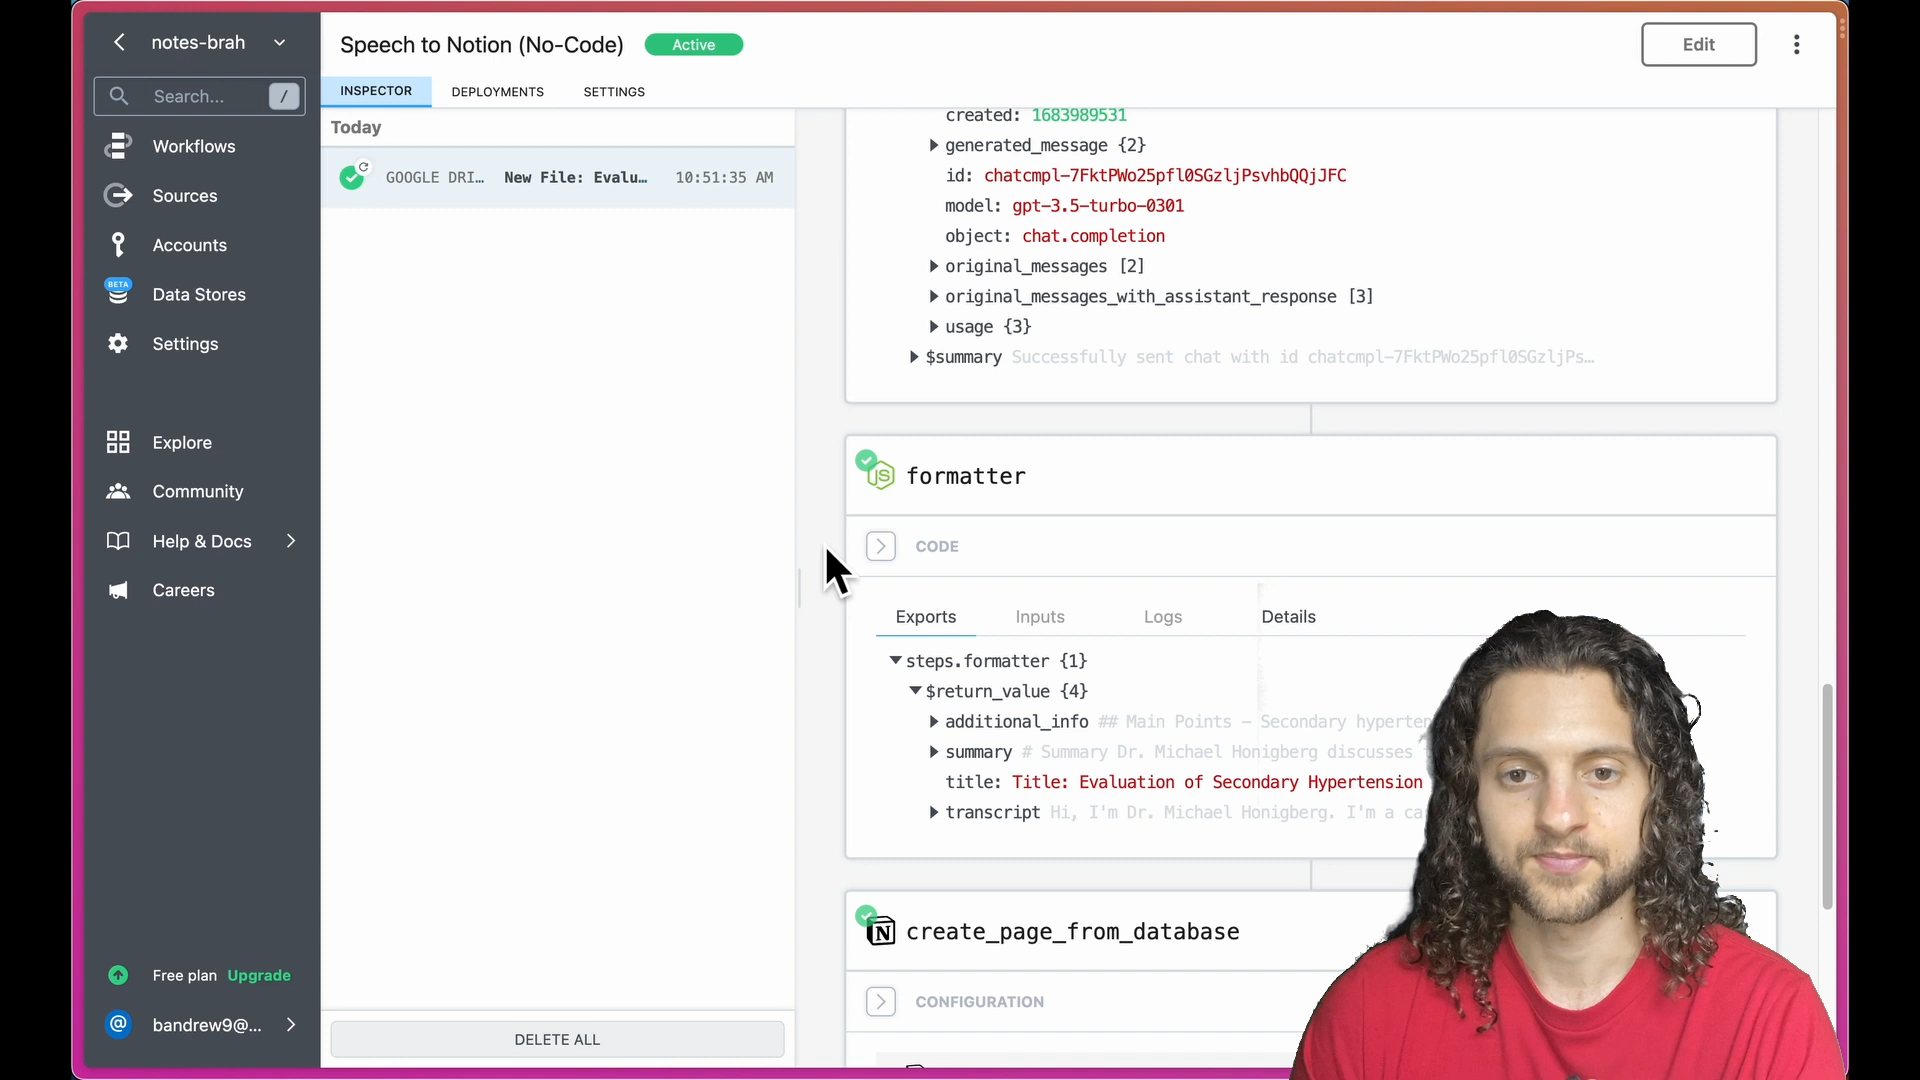 notes-brah
Speech to Notion (No-Code)
Active
Edit
Search...
/
INSPECTOR
DEPLOYMENTS
SETTINGS
Workflows
Sources
Accounts
BETA
Data Stores
Settings
Explore
Community
Help & Docs
Careers
Free plan Upgrade
@ bandrew9@...
Today
GOOGLE DRI... New File: Evalu... 10:51:35 AM
DELETE ALL
created: 1683989531
generated_message {2}
id: chatcmpl-7FktPWo25pfl0SGzljPsvhbQQjJFC
model: gpt-3.5-turbo-0301
object: chat.completion
original_messages [2]
original_messages_with_assistant_response [3]
usage {3}
$summary Successfully sent chat with id chatcmpl-7FktPWo25pfl0SGzljPs...
JS formatter
CODE
Exports
Inputs
Logs
Details
steps.formatter {1}
$return_value {4}
additional_info ## Main Points - Secondary hyperten
summary # Summary Dr. Michael Honigberg discusses
title: Title: Evaluation of Secondary Hypertension
transcript Hi, I'm Dr. Michael Honigberg. I'm a ca
N create_page_from_database
CONFIGURATION